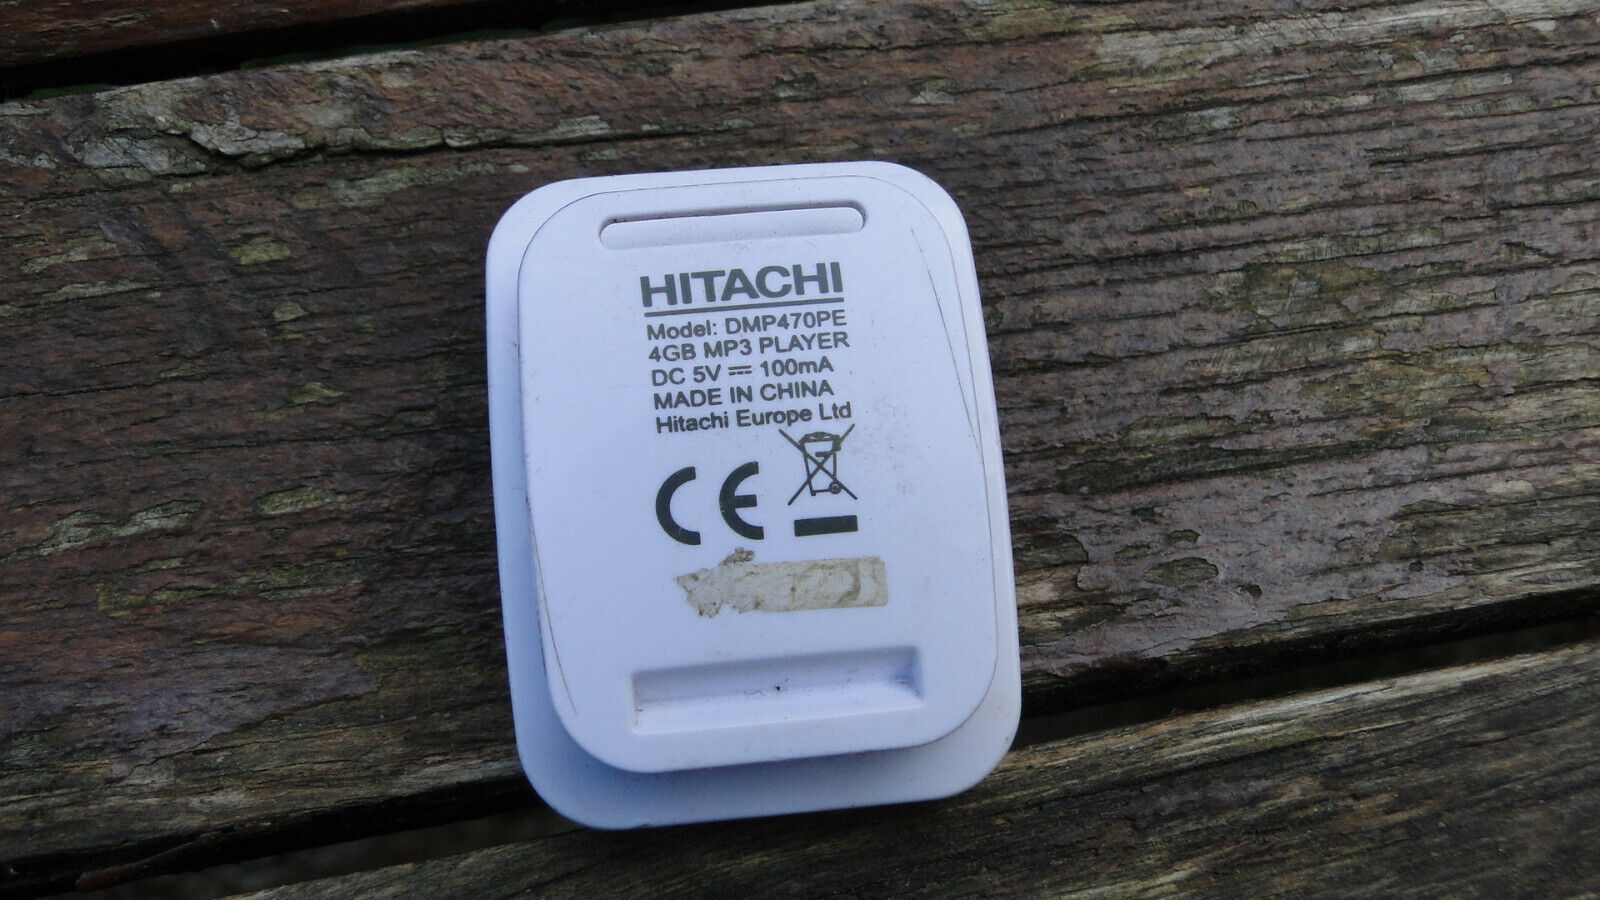 HITACHI
Model: DMP470PE
4GB MP3 PLAYER
DC 5V ⎓ 100mA
MADE IN CHINA
Hitachi Europe Ltd
CE